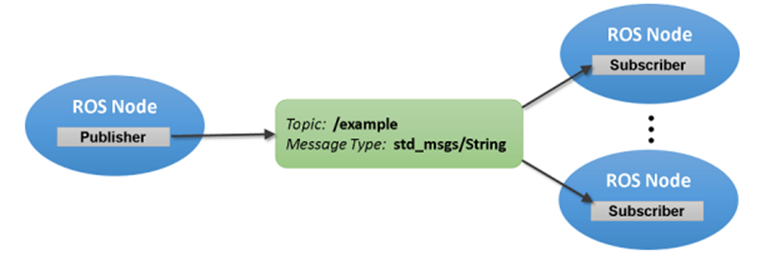 ROS Node
Publisher
Topic: /example
Message Type: std_msgs/String
ROS Node
Subscriber
ROS Node
Subscriber